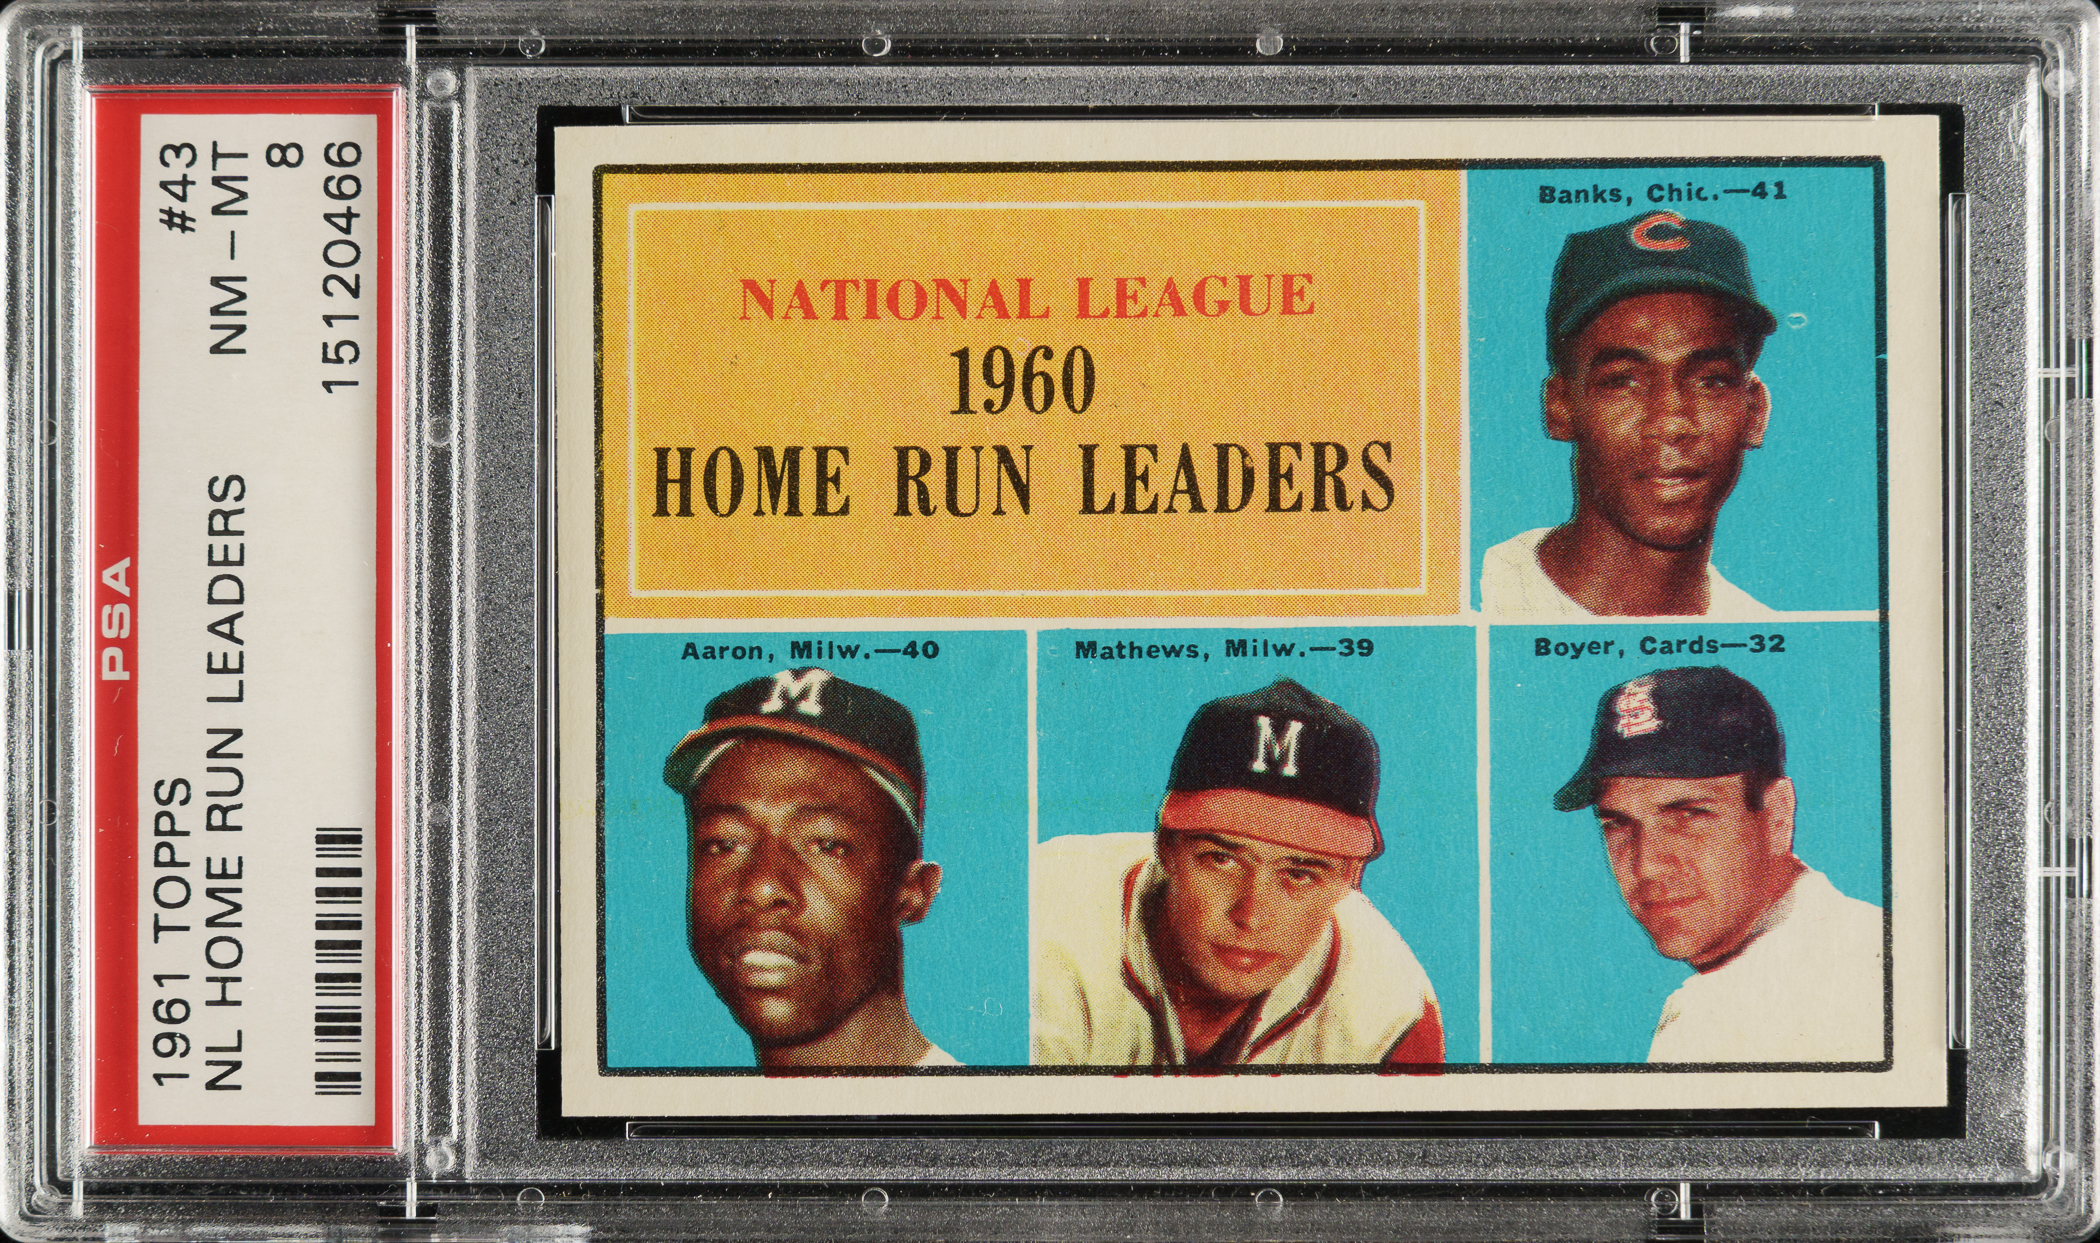 PSA
1961 TOPPS #43
NL HOME RUN LEADERS NM-MT
8
15120466
NATIONAL LEAGUE
1960
HOME RUN LEADERS
Banks, Chic.—41
C
Aaron, Milw.—40
M
Mathews, Milw.—39
M
Boyer, Cards—32
STL